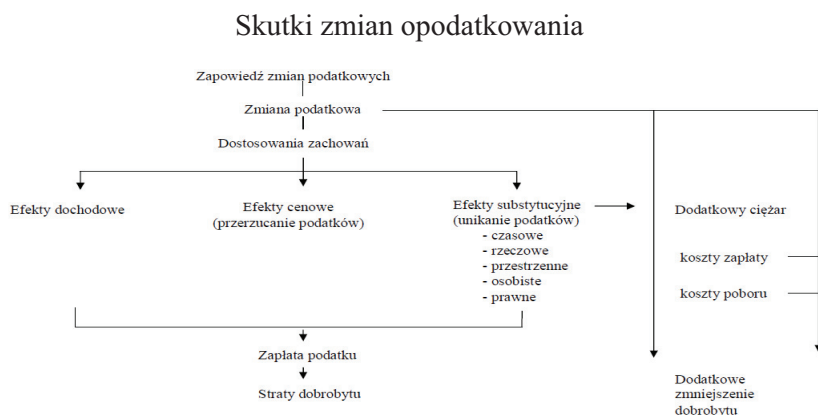 Skutki zmian opodatkowania
Zapowiedź zmian podatkowych
Zmiana podatkowa
Dostosowania zachowań
Efekty dochodowe
Efekty cenowe
(przerzucanie podatków)
Efekty substytucyjne
(unikanie podatków)
- czasowe
- rzeczowe
- przestrzenne
- osobiste
- prawne
Dodatkowy ciężar
koszty zapłaty
koszty poboru
Zapłata podatku
Straty dobrobytu
Dodatkowe
zmniejszenie
dobrobytu